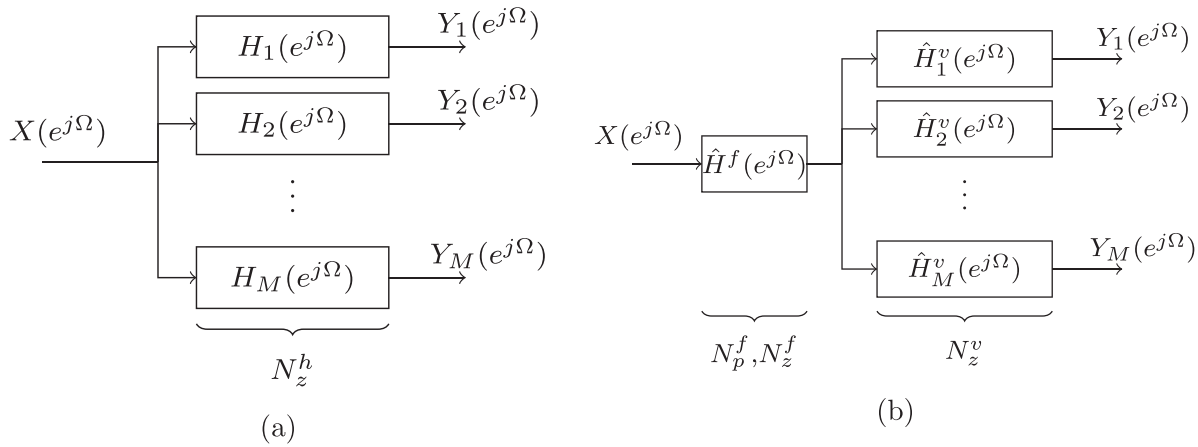 X(e^{jΩ})
H_1(e^{jΩ})
Y_1(e^{jΩ})
H_2(e^{jΩ})
Y_2(e^{jΩ})
⋮
H_M(e^{jΩ})
Y_M(e^{jΩ})
N_z^h
(a)
X(e^{jΩ})
Ĥ^f(e^{jΩ})
Ĥ_1^v(e^{jΩ})
Y_1(e^{jΩ})
Ĥ_2^v(e^{jΩ})
Y_2(e^{jΩ})
⋮
Ĥ_M^v(e^{jΩ})
Y_M(e^{jΩ})
N_p^f,N_z^f
N_z^v
(b)